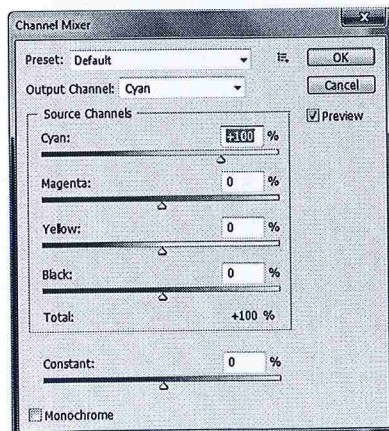 Channel Mixer
Preset: Default
OK
Output Channel: Cyan
Cancel
Source Channels
Preview
Cyan: +100 %
Magenta: 0 %
Yellow: 0 %
Black: 0 %
Total: +100 %
Constant: 0 %
Monochrome